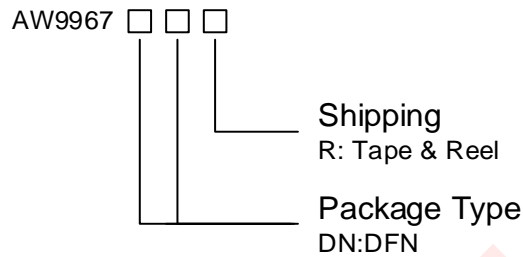 AW9967 □ □ □
Shipping
R: Tape & Reel
Package Type
DN:DFN